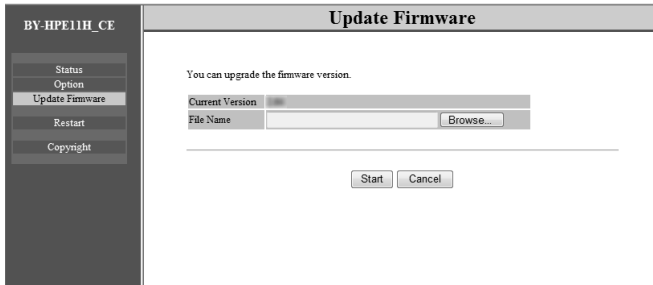 BY-HPE11H_CE
Status
Option
Update Firmware
Restart
Copyright
Update Firmware
You can upgrade the firmware version.
Current Version
File Name Browse...
Start Cancel